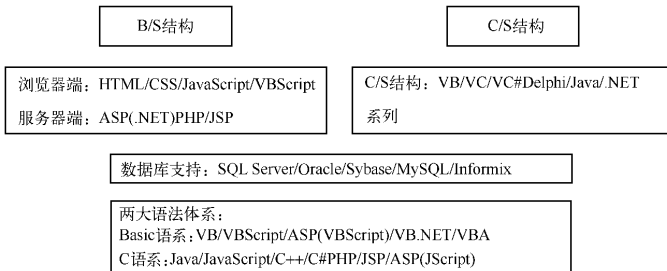 B/S结构
C/S结构
浏览器端：HTML/CSS/JavaScript/VBScript
服务器端：ASP(.NET)PHP/JSP
C/S结构：VB/VC/VC#Delphi/Java/.NET
系列
数据库支持：SQL Server/Oracle/Sybase/MySQL/Informix
两大语法体系：
Basic语系：VB/VBScript/ASP(VBScript)/VB.NET/VBA
C语系：Java/JavaScript/C++/C#PHP/JSP/ASP(JScript)